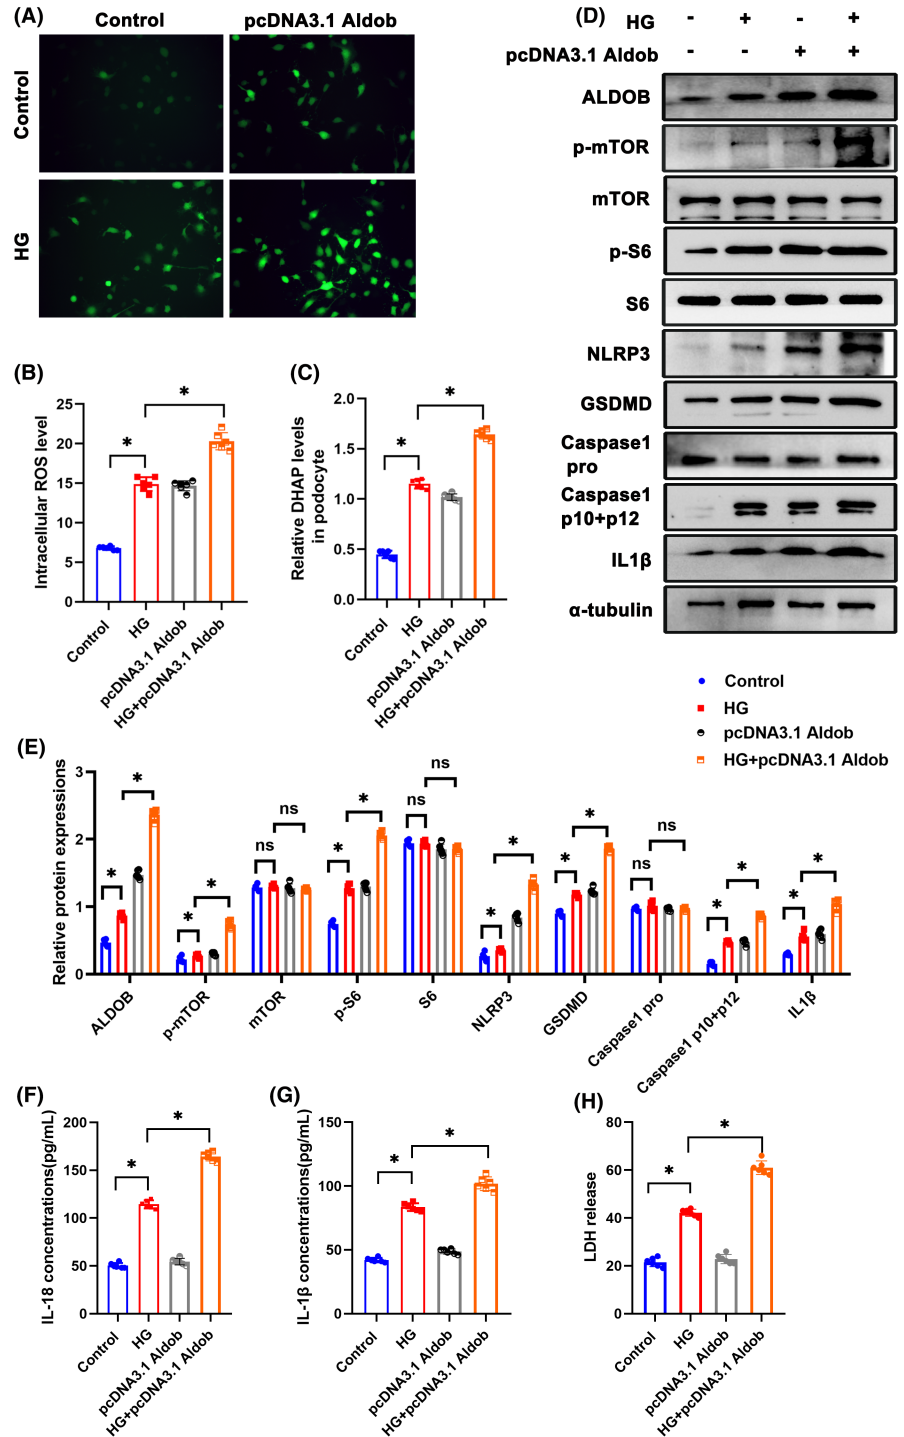 (A)
Control
pcDNA3.1 Aldob
Control
HG
(B)
Intracellular ROS level
25
20
15
10
5
0
*
*
Control
HG
pcDNA3.1 Aldob
HG+pcDNA3.1 Aldob
(C)
Relative DHAP levels
in podocyte
2.0
1.5
1.0
0.5
0.0
*
*
Control
HG
pcDNA3.1 Aldob
HG+pcDNA3.1 Aldob
(D)
HG - + - +
pcDNA3.1 Aldob - - + +
ALDOB
p-mTOR
mTOR
p-S6
S6
NLRP3
GSDMD
Caspase1
pro
Caspase1
p10+p12
IL1β
α-tubulin
Control
HG
pcDNA3.1 Aldob
HG+pcDNA3.1 Aldob
(E)
Relative protein expressions
3
2
1
0
* *
* *
ns ns
* *
ns ns
* *
* *
ns ns
* *
* *
ALDOB
p-mTOR
mTOR
p-S6
S6
NLRP3
GSDMD
Caspase1 pro
Caspase1 p10+p12
IL1β
(F)
IL-18 concentrations(pg/mL)
200
150
100
50
0
*
*
Control
HG
pcDNA3.1 Aldob
HG+pcDNA3.1 Aldob
(G)
IL-1β concentrations(pg/mL)
150
100
50
0
*
*
Control
HG
pcDNA3.1 Aldob
HG+pcDNA3.1 Aldob
(H)
LDH release
80
60
40
20
0
*
*
Control
HG
pcDNA3.1 Aldob
HG+pcDNA3.1 Aldob